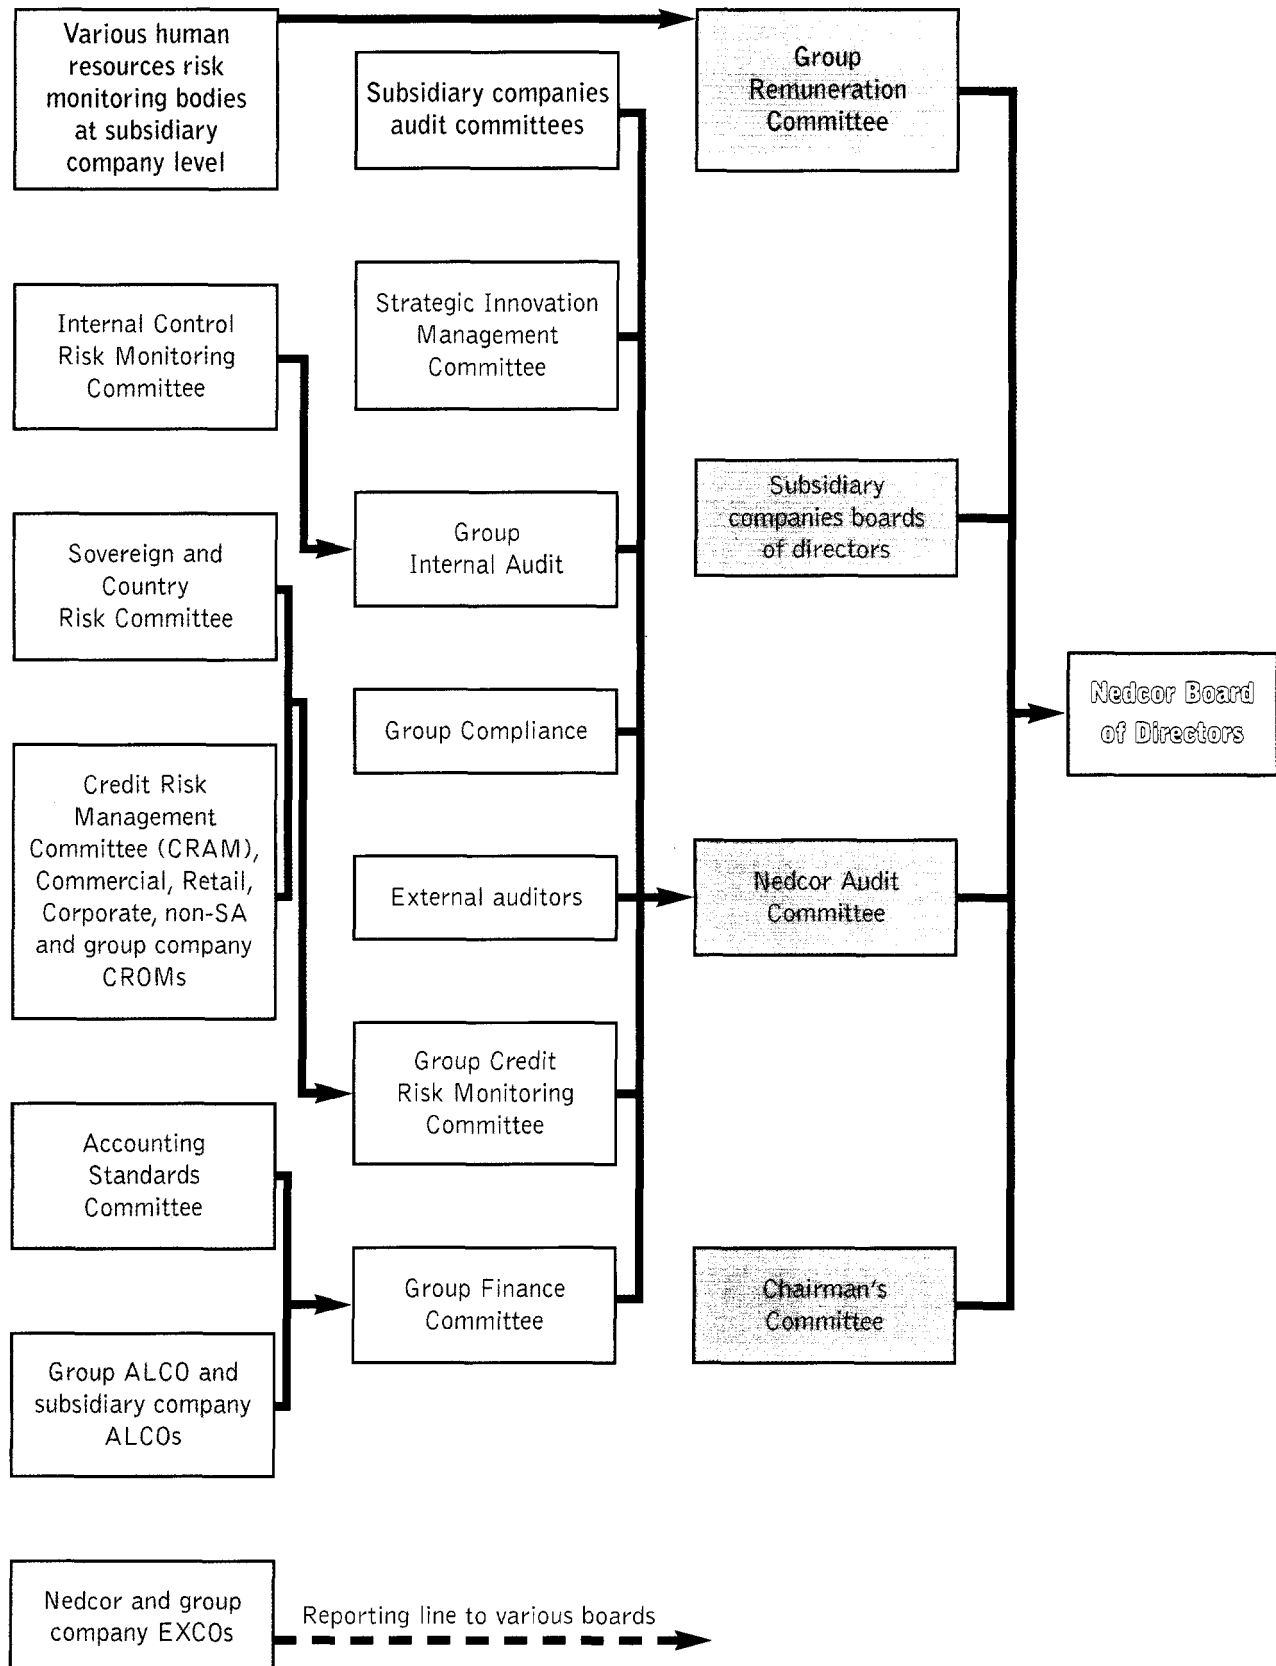 Various human
resources risk
monitoring bodies
at subsidiary
company level
Subsidiary companies
audit committees
Group
Remuneration
Committee
Internal Control
Risk Monitoring
Committee
Strategic Innovation
Management
Committee
Group
Internal Audit
Subsidiary
companies boards
of directors
Sovereign and
Country
Risk Committee
Group Compliance
Nedcor Board
of Directors
Credit Risk
Management
Committee (CRAM),
Commercial, Retail,
Corporate, non-SA
and group company
CROMs
External auditors
Nedcor Audit
Committee
Group Credit
Risk Monitoring
Committee
Accounting
Standards
Committee
Group Finance
Committee
Chairman's
Committee
Group ALCO and
subsidiary company
ALCOs
Nedcor and group
company EXCOs
Reporting line to various boards